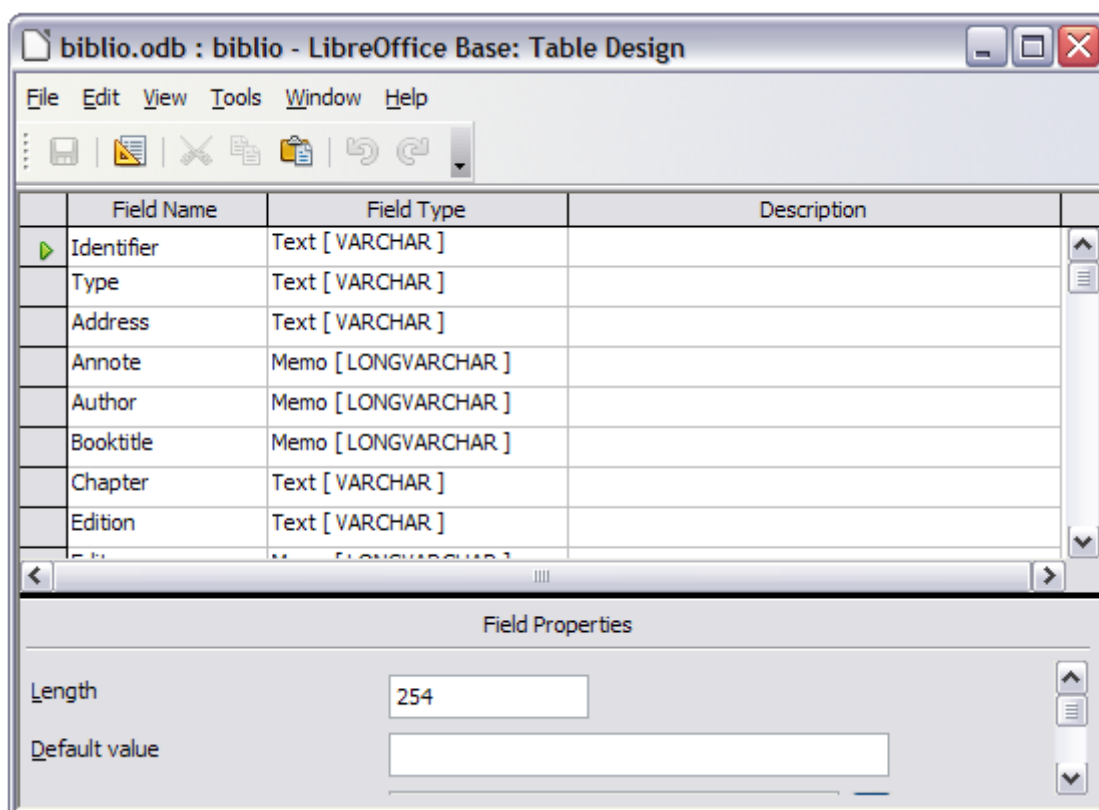 biblio.odb : biblio - LibreOffice Base: Table Design
File Edit View Tools Window Help
Field Name Field Type Description
Identifier Text [ VARCHAR ]
Type Text [ VARCHAR ]
Address Text [ VARCHAR ]
Annote Memo [ LONGVARCHAR ]
Author Memo [ LONGVARCHAR ]
Booktitle Memo [ LONGVARCHAR ]
Chapter Text [ VARCHAR ]
Edition Text [ VARCHAR ]
Field Properties
Length 254
Default value